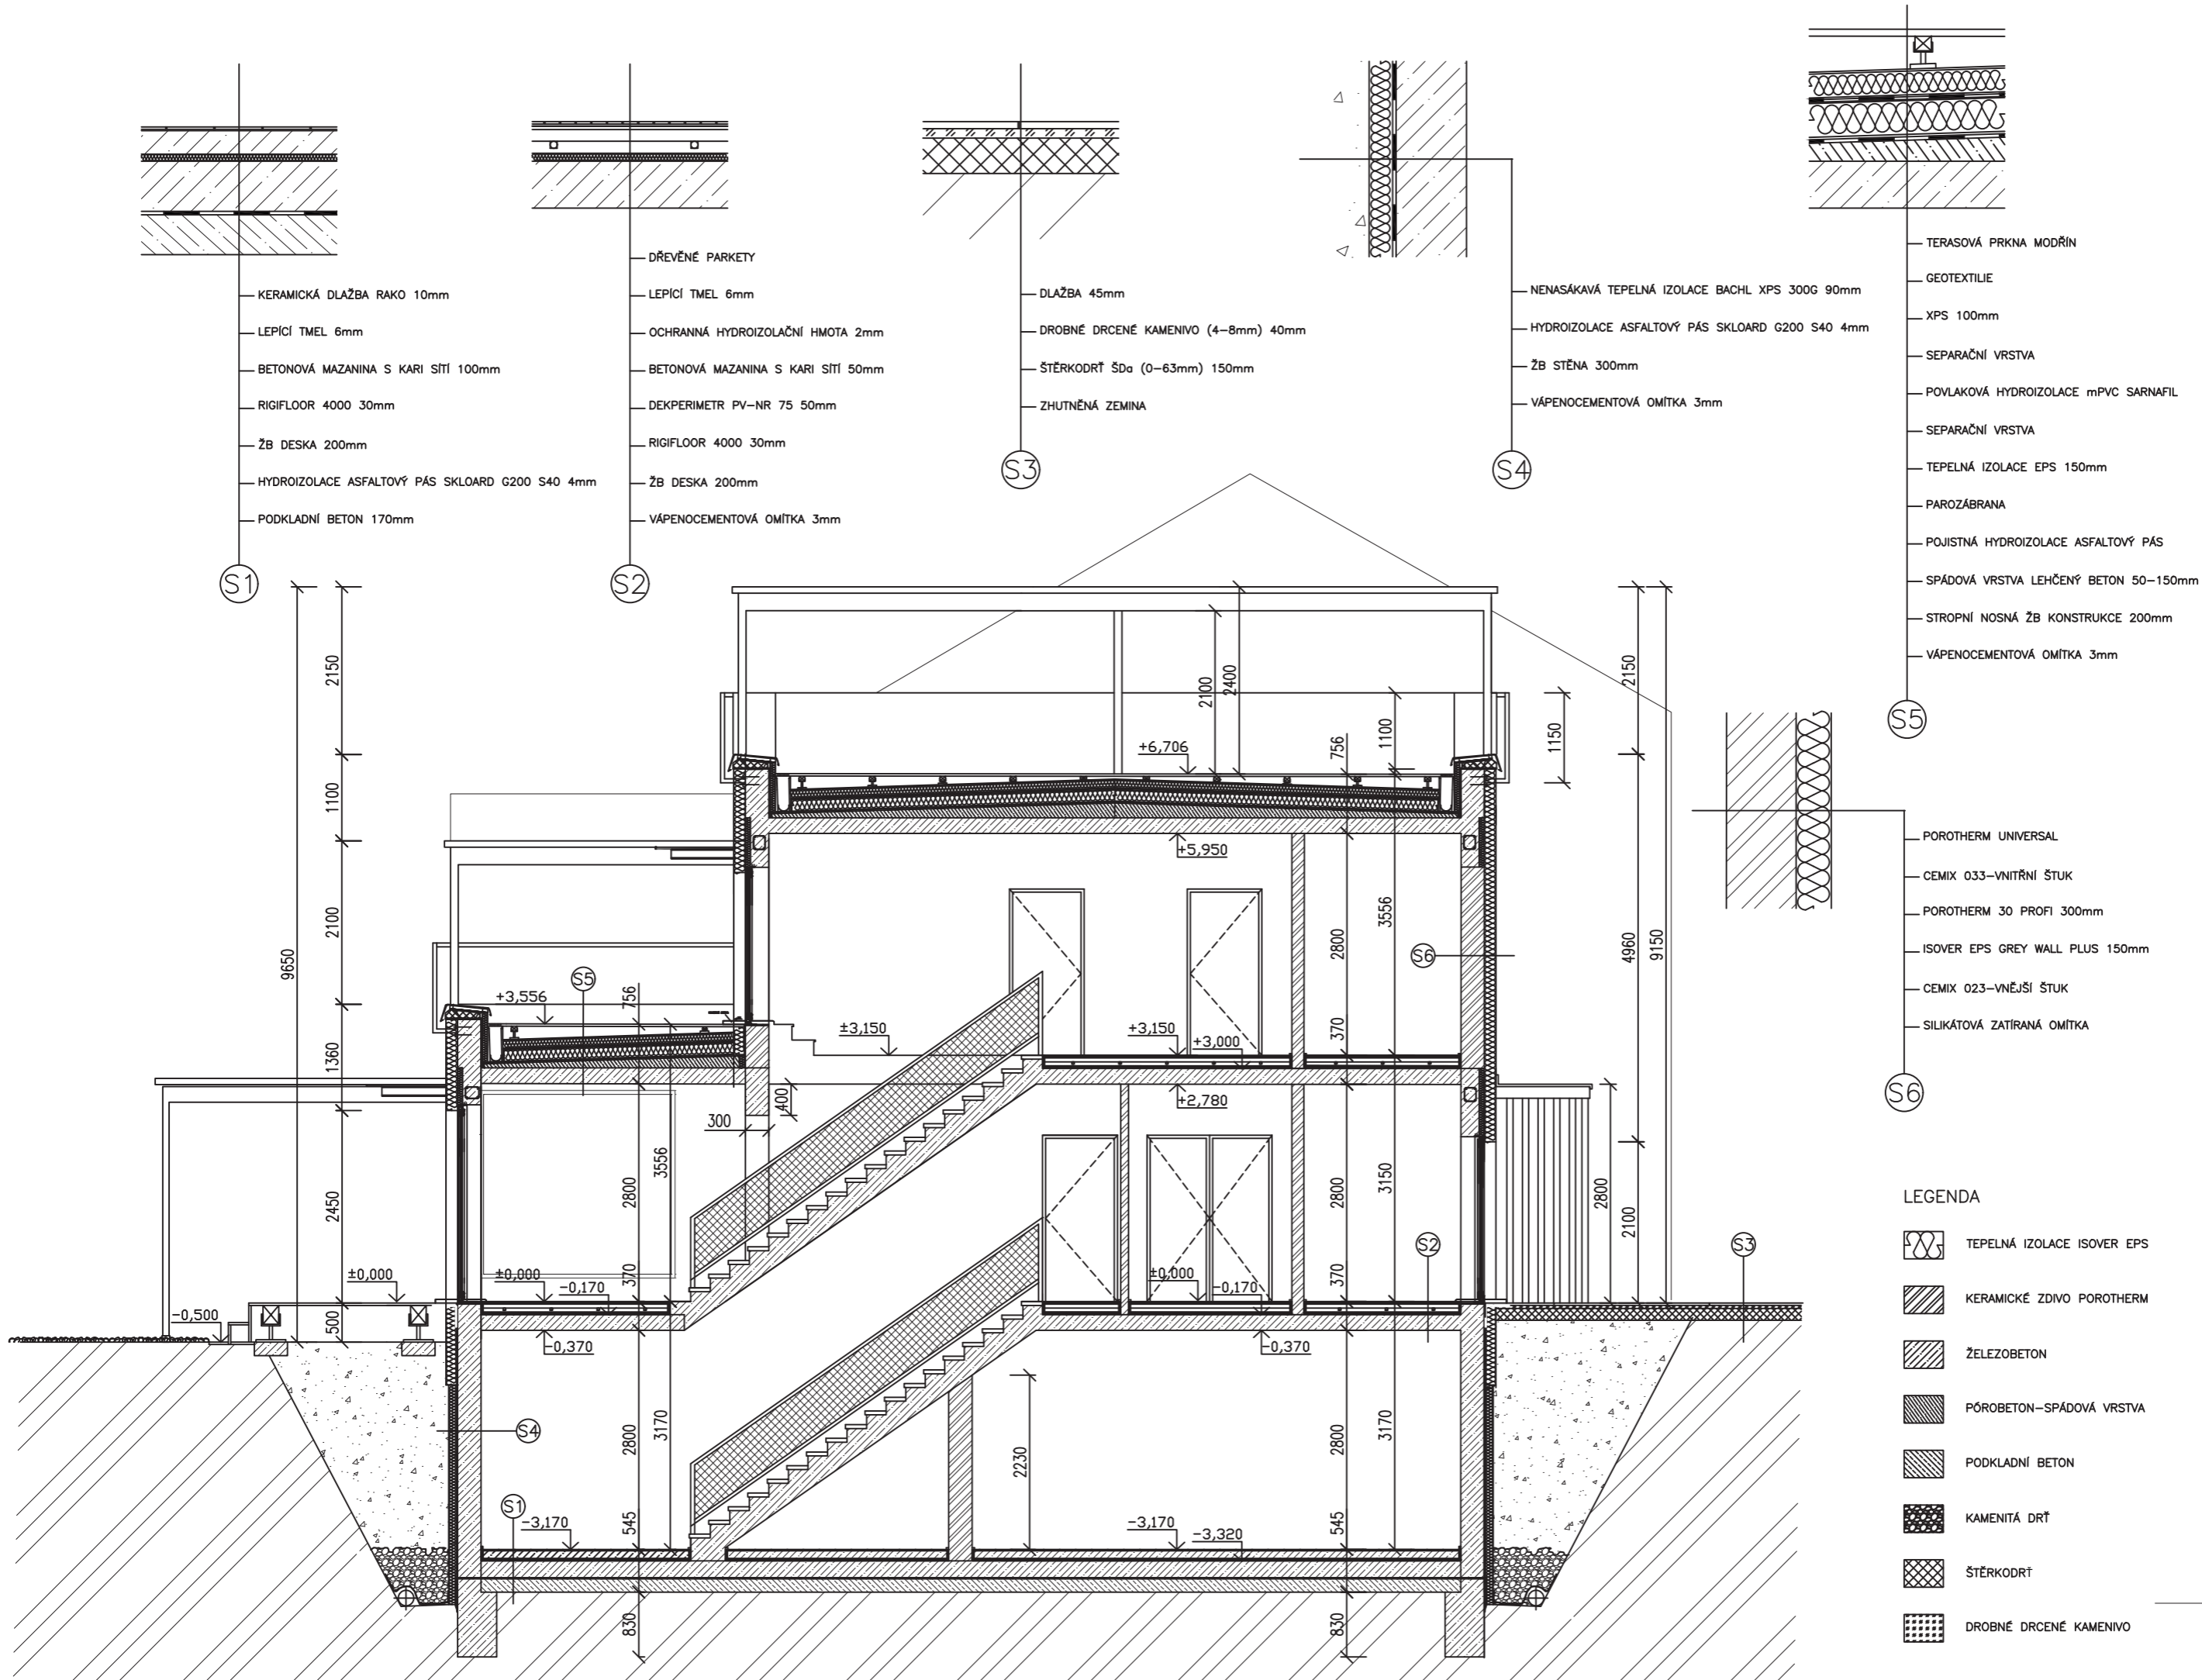 KERAMICKÁ DLAŽBA RAKO 10mm
LEPÍCÍ TMEL 6mm
BETONOVÁ MAZANINA S KARI SÍTÍ 100mm
RIGIFLOOR 4000 30mm
ŽB DESKA 200mm
HYDROIZOLACE ASFALTOVÝ PÁS SKLOARD G200 S40 4mm
PODKLADNÍ BETON 170mm
S1
DŘEVĚNÉ PARKETY
LEPÍCÍ TMEL 6mm
OCHRANNÁ HYDROIZOLAČNÍ HMOTA 2mm
BETONOVÁ MAZANINA S KARI SÍTÍ 50mm
DEKPERIMETR PV-NR 75 50mm
RIGIFLOOR 4000 30mm
ŽB DESKA 200mm
VÁPENOCEMENTOVÁ OMÍTKA 3mm
S2
DLAŽBA 45mm
DROBNÉ DRCENÉ KAMENIVO (4-8mm) 40mm
ŠTĚRKODRŤ ŠDa (0-63mm) 150mm
ZHUTNĚNÁ ZEMINA
S3
NENASÁKAVÁ TEPELNÁ IZOLACE BACHL XPS 300G 90mm
HYDROIZOLACE ASFALTOVÝ PÁS SKLOARD G200 S40 4mm
ŽB STĚNA 300mm
VÁPENOCEMENTOVÁ OMÍTKA 3mm
S4
TERASOVÁ PRKNA MODŘÍN
GEOTEXTILIE
XPS 100mm
SEPARAČNÍ VRSTVA
POVLAKOVÁ HYDROIZOLACE mPVC SARNAFIL
SEPARAČNÍ VRSTVA
TEPELNÁ IZOLACE EPS 150mm
PAROZÁBRANA
POJISTNÁ HYDROIZOLACE ASFALTOVÝ PÁS
SPÁDOVÁ VRSTVA LEHČENÝ BETON 50-150mm
STROPNÍ NOSNÁ ŽB KONSTRUKCE 200mm
VÁPENOCEMENTOVÁ OMÍTKA 3mm
S5
POROTHERM UNIVERSAL
CEMIX 033-VNITŘNÍ ŠTUK
POROTHERM 30 PROFI 300mm
ISOVER EPS GREY WALL PLUS 150mm
CEMIX 023-VNĚJŠÍ ŠTUK
SILIKÁTOVÁ ZATÍRANÁ OMÍTKA
S6
9650
2150
1100
2100
1360
2450
500
2100
2400
756
1100
2150
1150
4960
9150
2100
2800
+6,706
+5,950
2800
3556
S6
S5
+3,556
756
±3,150
+3,150
+3,000
370
+2,780
400
300
3556
2800
2800
3150
±0,000
±0,000
-0,170
370
±0,000
-0,170
370
S2
S3
-0,500
-0,370
-0,370
S4
2800
3170
2230
2800
3170
S1
-3,170
545
-3,170
-3,320
545
830
830
LEGENDA
TEPELNÁ IZOLACE ISOVER EPS
KERAMICKÉ ZDIVO POROTHERM
ŽELEZOBETON
PÓROBETON-SPÁDOVÁ VRSTVA
PODKLADNÍ BETON
KAMENITÁ DRŤ
ŠTĚRKODRŤ
DROBNÉ DRCENÉ KAMENIVO